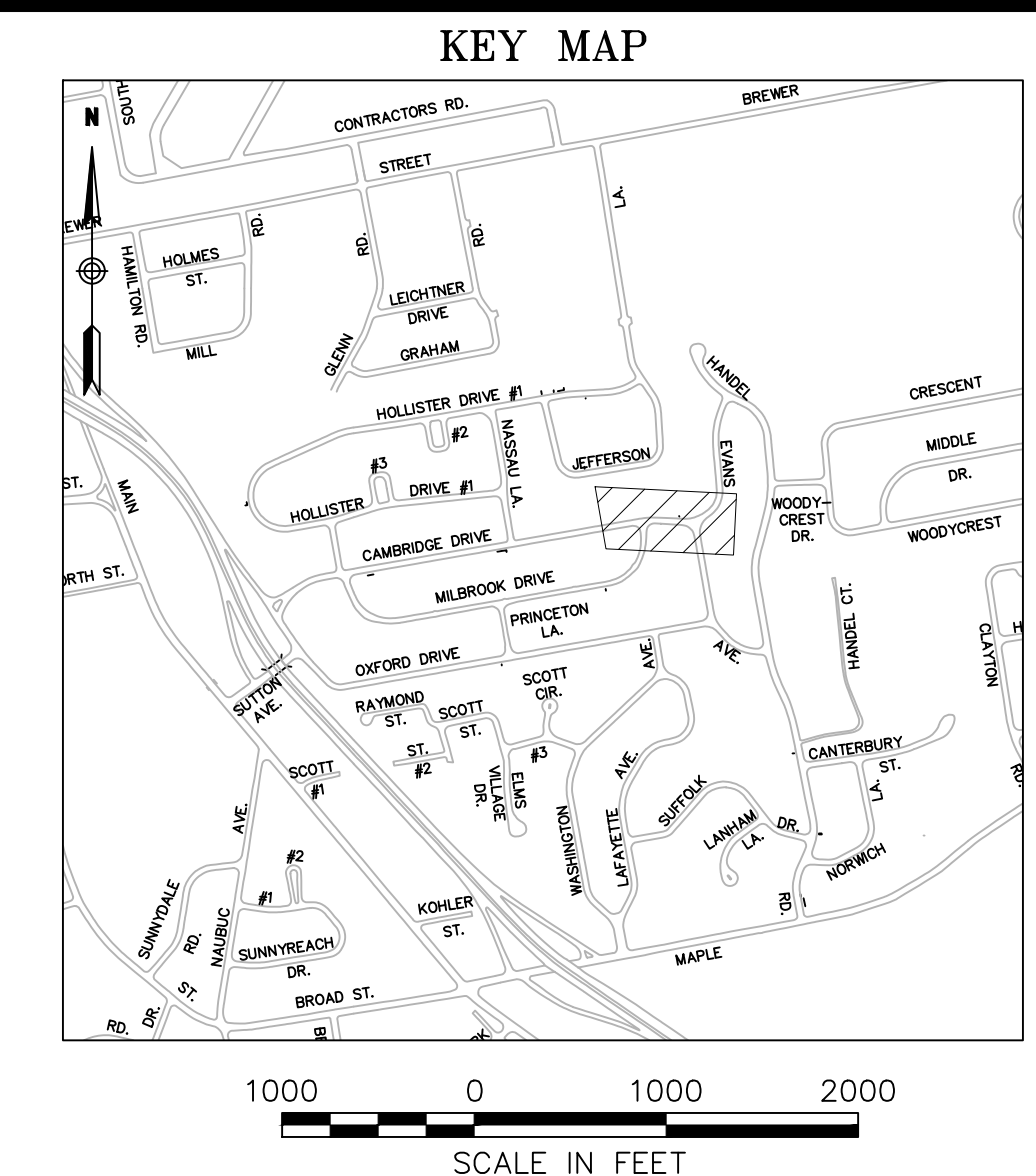 KEY MAP
SOUTH
CONTRACTORS RD.
BREWER
N
STREET
LA.
EWER
RD.
RD.
RD.
HAMILTON RD.
HOLMES
ST.
LEICHTNER
DRIVE
MILL
GLENN
GRAHAM
HANDEL
HOLLISTER DRIVE #1
CRESCENT
#2
NASSAU LA.
EVANS
MIDDLE
DR.
#3
JEFFERSON
ST.
MAIN
HOLLISTER
DRIVE #1
WOODY-
CREST
DR.
WOODYCREST
CAMBRIDGE DRIVE
ORTH ST.
MILBROOK DRIVE
PRINCETON
LA.
HANDEL CT.
H
CLAYTON
OXFORD DRIVE
AVE.
AVE.
SUTTON
AVE.
SCOTT
CIR.
RAYMOND
ST.
SCOTT
ST.
ST.
#2
#3
CANTERBURY
ST.
SCOTT
#1
VILLAGE
DR.
ELMS
AVE.
LA.
RD.
SUFFOLK
AVE.
WASHINGTON
LAFAYETTE
LANHAM
LA.
DR.
NORWICH
#2
#1
SUNNYDALE
RD.
NAUBUC
KOHLER
ST.
RD.
SUNNYREACH
DR.
MAPLE
ST.
BROAD ST.
RD.
DR.
BR
RK
1000 0 1000 2000
SCALE IN FEET